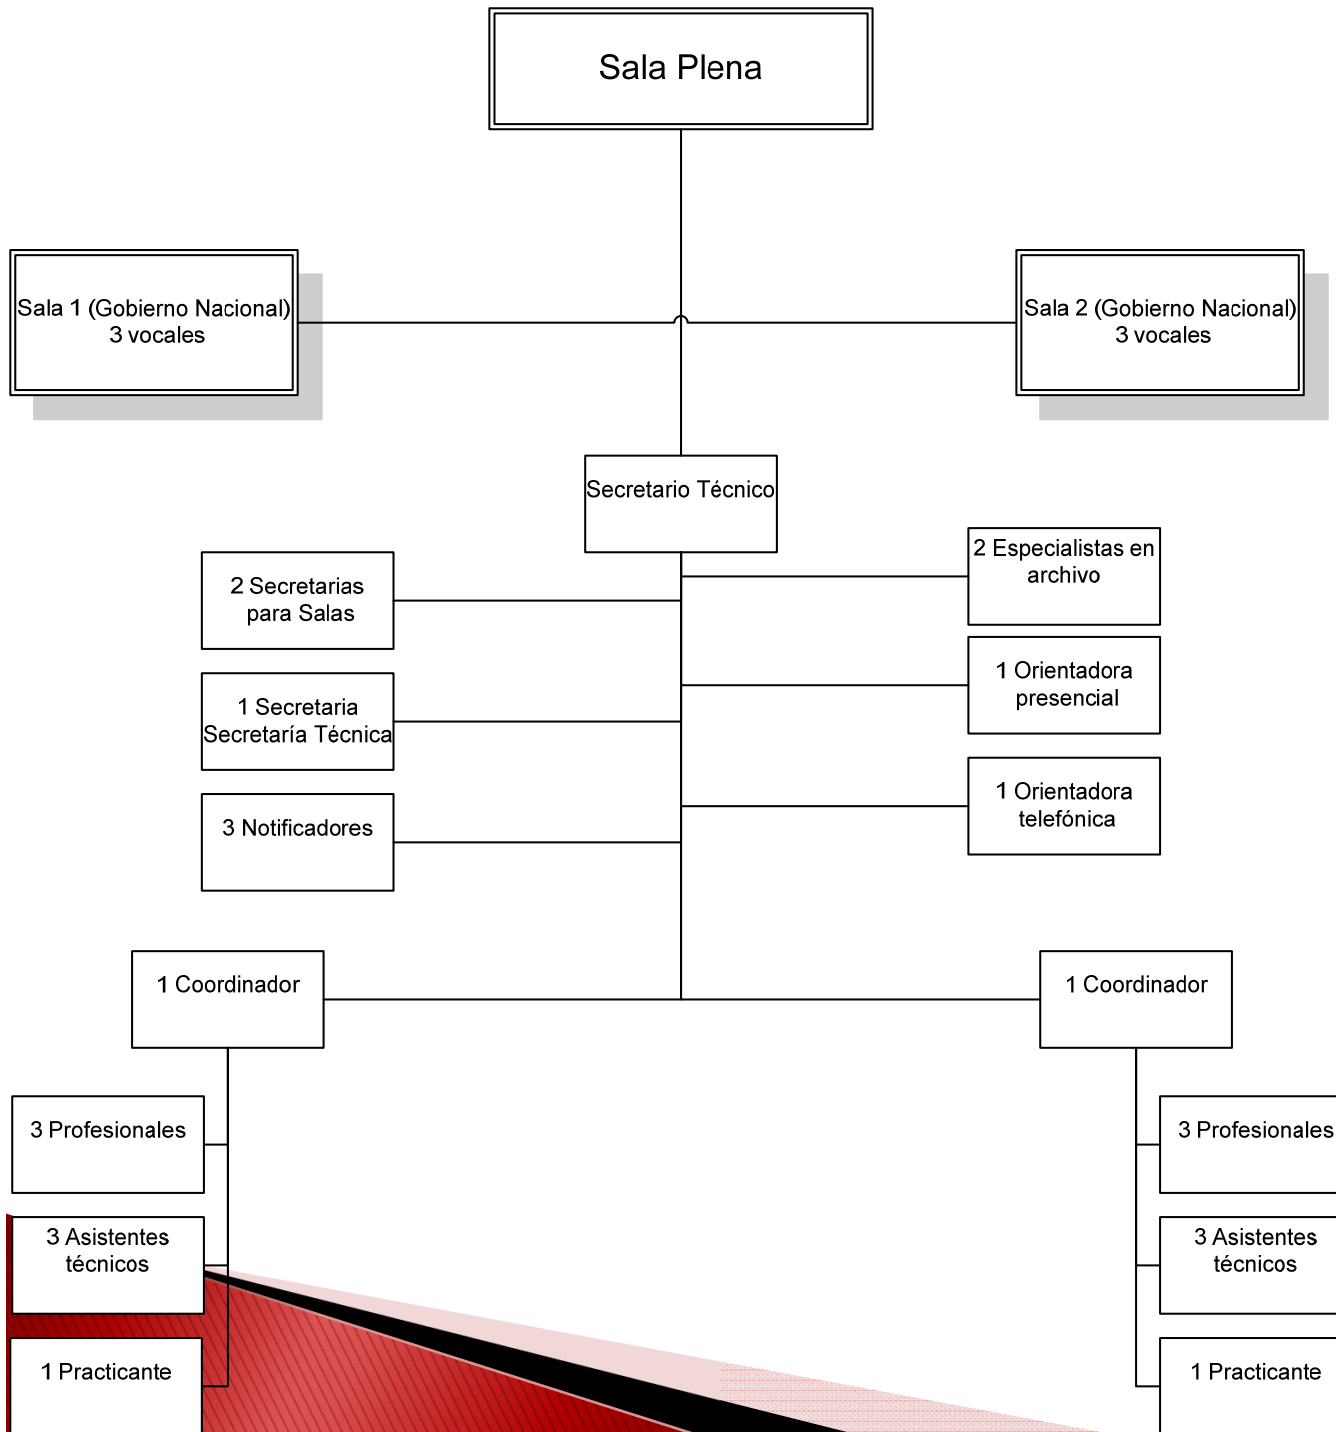 Sala Plena
Sala 1 (Gobierno Nacional)
3 vocales
Sala 2 (Gobierno Nacional)
3 vocales
Secretario Técnico
2 Secretarias
para Salas
2 Especialistas en
archivo
1 Secretaria
Secretaría Técnica
1 Orientadora
presencial
3 Notificadores
1 Orientadora
telefónica
1 Coordinador
1 Coordinador
3 Profesionales
3 Asistentes
técnicos
1 Practicante
3 Profesionales
3 Asistentes
técnicos
1 Practicante